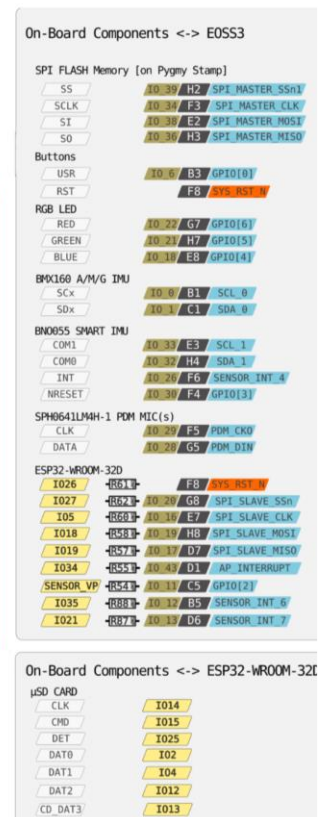 On-Board Components <-> EOSS3
SPI FLASH Memory [on Pygmy Stamp]
SS IO_39 H2 SPI_MASTER_SSn1
SCLK IO_34 F3 SPI_MASTER_CLK
SI IO_38 E2 SPI_MASTER_MOSI
SO IO_36 H3 SPI_MASTER_MISO
Buttons
USR IO_6 B3 GPIO[0]
RST F8 SYS_RST_N
RGB LED
RED IO_22 G7 GPIO[6]
GREEN IO_21 H7 GPIO[5]
BLUE IO_18 E8 GPIO[4]
BMX160 A/M/G IMU
SCx IO_0 B1 SCL_0
SDx IO_1 C1 SDA_0
BNO055 SMART IMU
COM1 IO_33 E3 SCL_1
COM0 IO_32 H4 SDA_1
INT IO_26 F6 SENSOR_INT_4
NRESET IO_30 F4 GPIO[3]
SPH0641LM4H-1 PDM MIC(s)
CLK IO_29 F5 PDM_CKO
DATA IO_28 G5 PDM_DIN
ESP32-WROOM-32D
IO26 R61 F8 SYS_RST_N
IO27 R62 IO_20 G8 SPI_SLAVE_SSn
IO5 R60 IO_16 E7 SPI_SLAVE_CLK
IO18 R58 IO_19 H8 SPI_SLAVE_MOSI
IO19 R57 IO_17 D7 SPI_SLAVE_MISO
IO34 R55 IO_43 D1 AP_INTERRUPT
SENSOR_VP R54 IO_11 C5 GPIO[2]
IO35 R88 IO_12 B5 SENSOR_INT_6
IO21 R87 IO_13 D6 SENSOR_INT_7
On-Board Components <-> ESP32-WROOM-32D
µSD CARD
CLK IO14
CMD IO15
DET IO25
DAT0 IO2
DAT1 IO4
DAT2 IO12
CD_DAT3 IO13